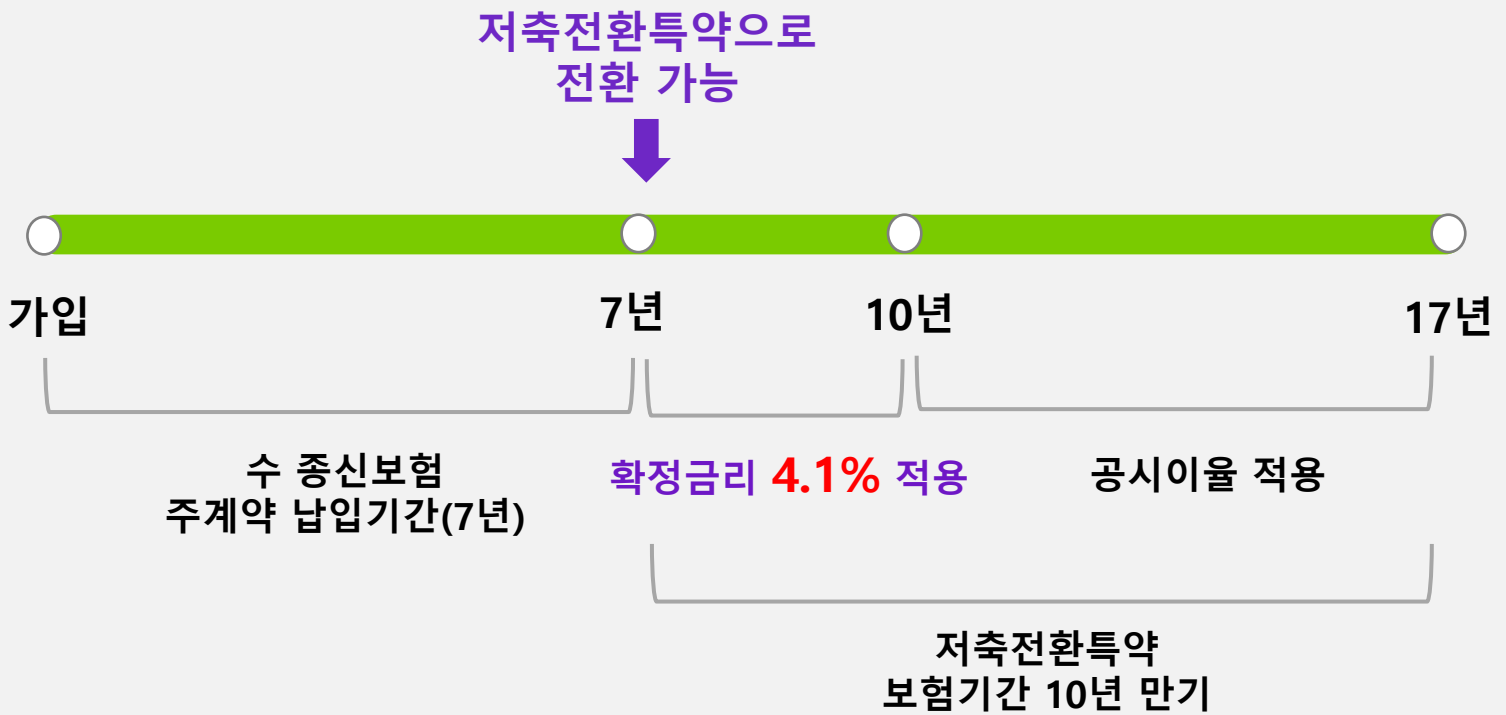 저축전환특약으로
전환 가능
가입
7년
10년
17년
수 종신보험
주계약 납입기간(7년)
확정금리 4.1% 적용
공시이율 적용
저축전환특약
보험기간 10년 만기